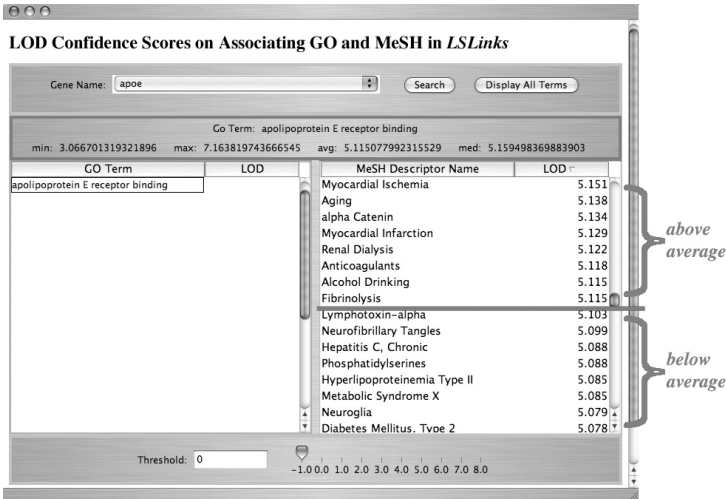 LOD Confidence Scores on Associating GO and MeSH in LSLinks
Gene Name: apoe Search Display All Terms
Go Term: apolipoprotein E receptor binding
min: 3.066701319321896 max: 7.163819743666545 avg: 5.115077992315529 med: 5.159498369883903
GO Term LOD
apolipoprotein E receptor binding
MeSH Descriptor Name LOD
Myocardial Ischemia 5.151
Aging 5.138
alpha Catenin 5.134
Myocardial Infarction 5.129
Renal Dialysis 5.122
Anticoagulants 5.118
Alcohol Drinking 5.115
Fibrinolysis 5.115
above
average
Lymphotoxin-alpha 5.103
Neurofibrillary Tangles 5.099
Hepatitis C, Chronic 5.088
Phosphatidylserines 5.088
Hyperlipoproteinemia Type II 5.085
Metabolic Syndrome X 5.085
Neuroglia 5.079
Diabetes Mellitus, Type 2 5.078
below
average
Threshold: 0
-1.0 0.0 1.0 2.0 3.0 4.0 5.0 6.0 7.0 8.0